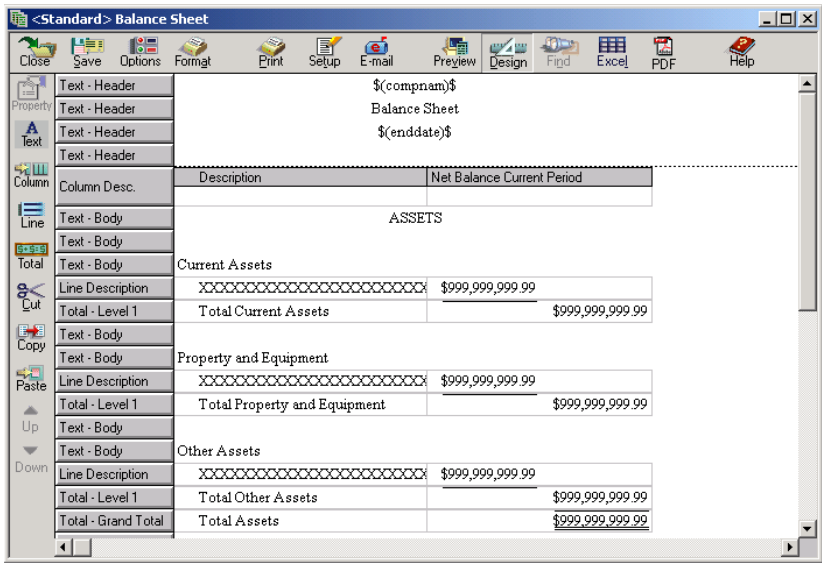 <Standard> Balance Sheet
Close Save Options Format Print Setup E-mail Preview Design Find Excel PDF Help
Property Text - Header $(compnam)$
Text - Header Balance Sheet
Text Text - Header $(enddate)$
Text - Header
Column Column Desc. Description Net Balance Current Period
Line Text - Body ASSETS
Text - Body
Total Text - Body Current Assets
Line Description XXXXXXXXXXXXXXXXXXXXXXXX $999,999,999.99
Cut Total - Level 1 Total Current Assets $999,999,999.99
Text - Body
Copy Text - Body Property and Equipment
Paste Line Description XXXXXXXXXXXXXXXXXXXXXXXX $999,999,999.99
Total - Level 1 Total Property and Equipment $999,999,999.99
Up Text - Body
Text - Body Other Assets
Down Line Description XXXXXXXXXXXXXXXXXXXXXXXX $999,999,999.99
Total - Level 1 Total Other Assets $999,999,999.99
Total - Grand Total Total Assets $999,999,999.99